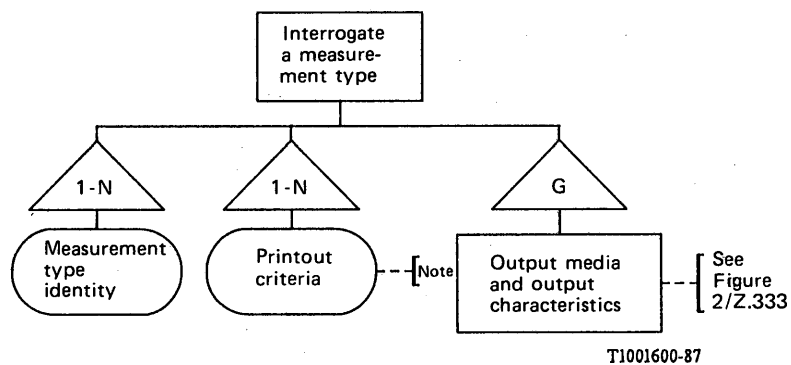 Interrogate
a measure-
ment type
1-N
1-N
G
Measurement
type
identity
Printout
criteria
Note
Output media
and output
characteristics
See
Figure
2/Z.333
T1001600-87